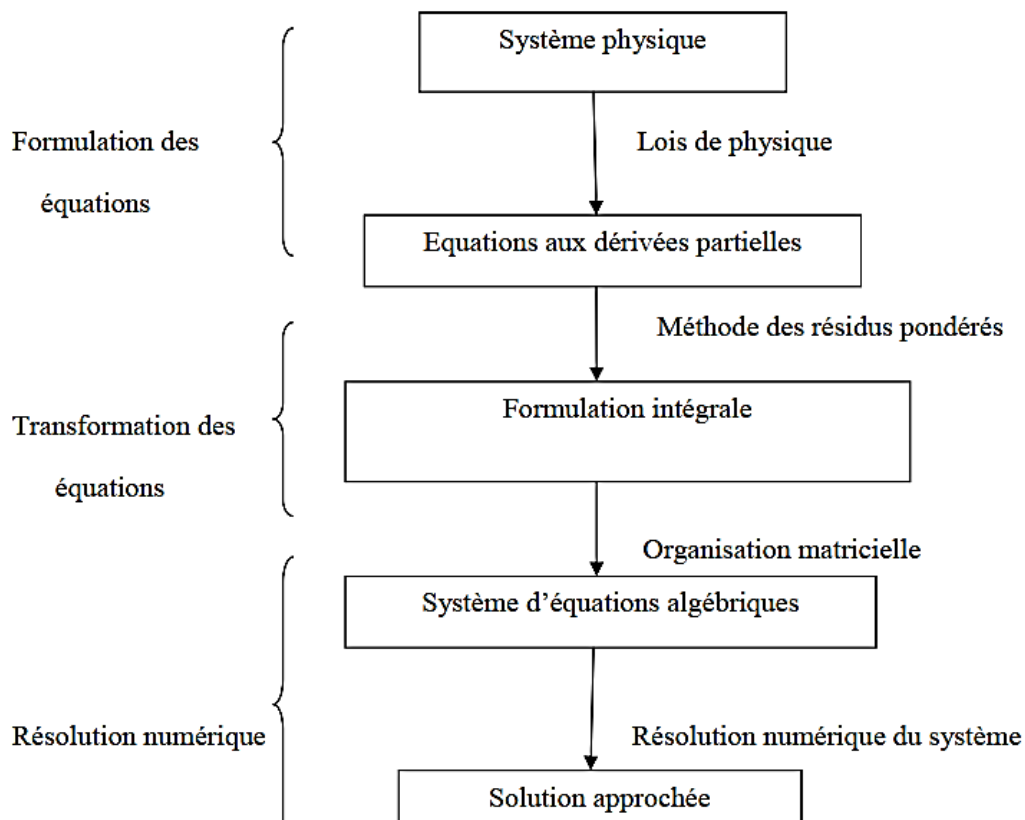 Système physique
Formulation des
équations
Lois de physique
Equations aux dérivées partielles
Méthode des résidus pondérés
Formulation intégrale
Transformation des
équations
Organisation matricielle
Système d’équations algébriques
Résolution numérique
Résolution numérique du système
Solution approchée